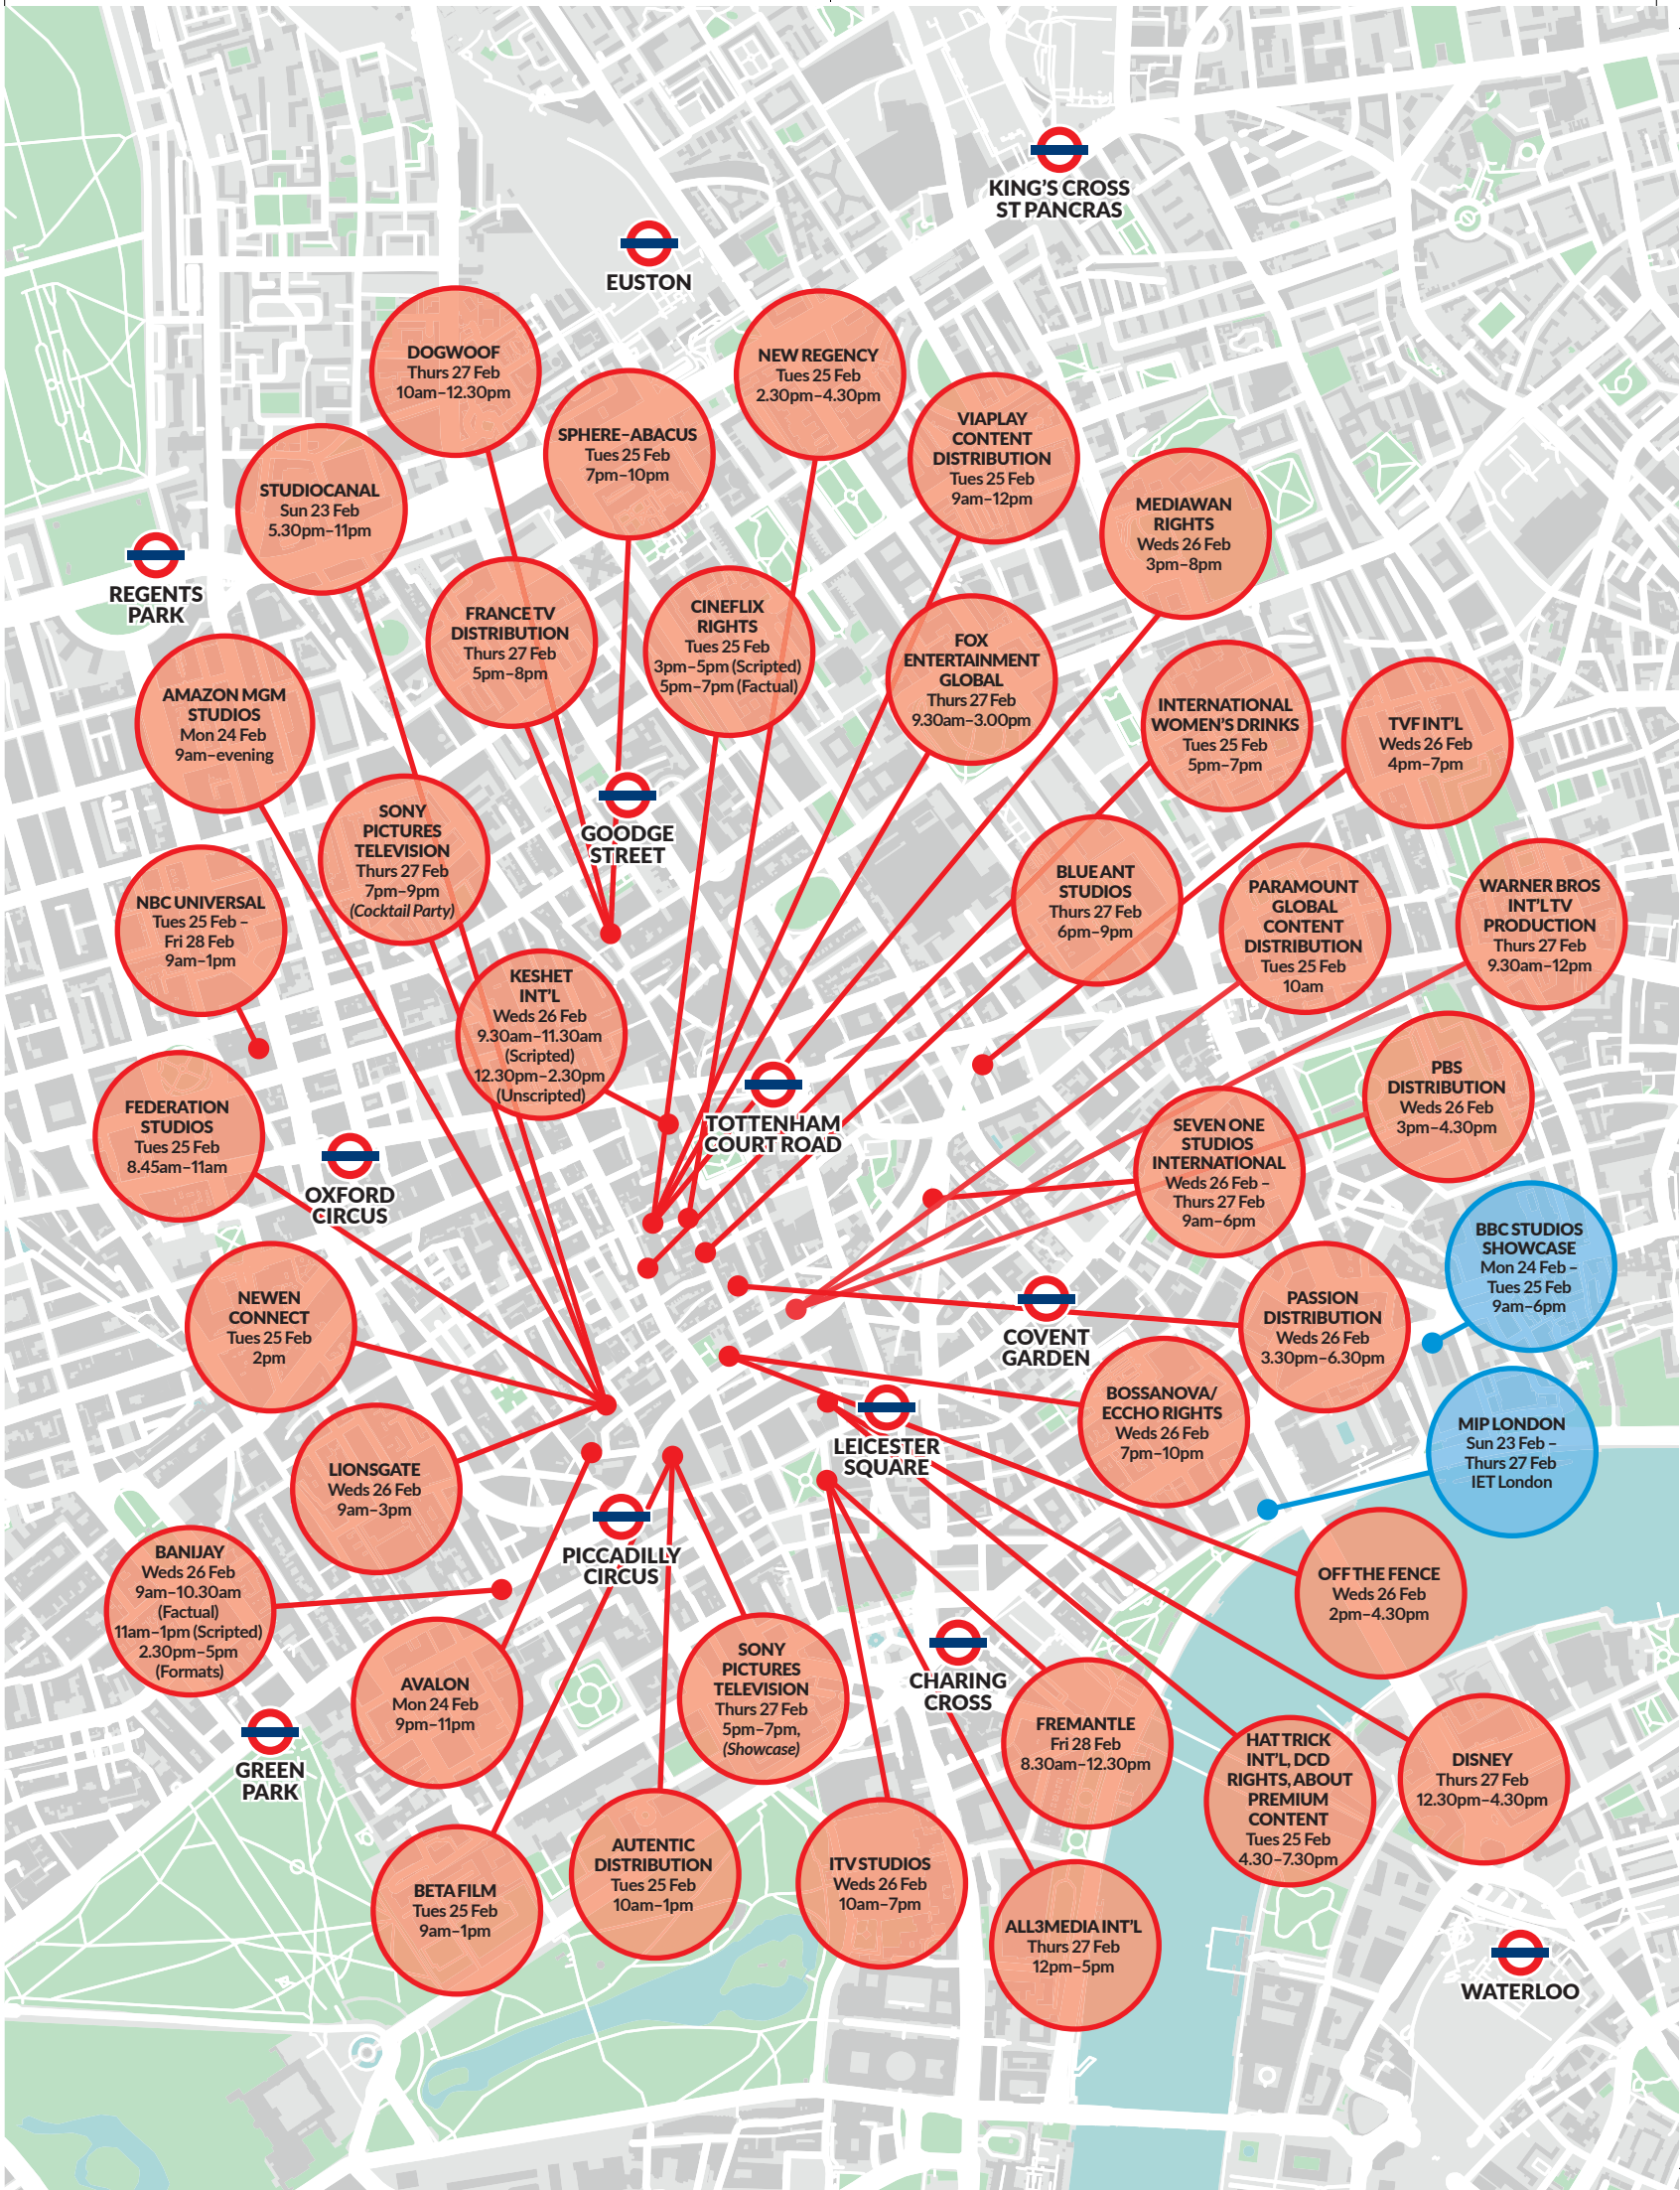 KING'S CROSS
ST PANCRAS
EUSTON
DOGWOOF
Thurs 27 Feb
10am–12.30pm
NEW REGENCY
Tues 25 Feb
2.30pm–4.30pm
SPHERE–ABACUS
Tues 25 Feb
7pm–10pm
VIAPLAY
CONTENT
DISTRIBUTION
Tues 25 Feb
9am–12pm
STUDIOCANAL
Sun 23 Feb
5.30pm–11pm
MEDIAWAN
RIGHTS
Weds 26 Feb
3pm–8pm
REGENTS
PARK
FRANCE TV
DISTRIBUTION
Thurs 27 Feb
5pm–8pm
CINEFLIX
RIGHTS
Tues 25 Feb
3pm–5pm (Scripted)
5pm–7pm (Factual)
FOX
ENTERTAINMENT
GLOBAL
Thurs 27 Feb
9.30am–3.00pm
AMAZON MGM
STUDIOS
Mon 24 Feb
9am–evening
INTERNATIONAL
WOMEN'S DRINKS
Tues 25 Feb
5pm–7pm
TVF INT'L
Weds 26 Feb
4pm–7pm
SONY
PICTURES
TELEVISION
Thurs 27 Feb
7pm–9pm
(Cocktail Party)
GOODGE
STREET
BLUE ANT
STUDIOS
Thurs 27 Feb
6pm–9pm
PARAMOUNT
GLOBAL
CONTENT
DISTRIBUTION
Tues 25 Feb
10am
WARNER BROS
INT'L TV
PRODUCTION
Thurs 27 Feb
9.30am–12pm
NBC UNIVERSAL
Tues 25 Feb –
Fri 28 Feb
9am–1pm
KESHET
INT'L
Weds 26 Feb
9.30am–11.30am
(Scripted)
12.30pm–2.30pm
(Unscripted)
PBS
DISTRIBUTION
Weds 26 Feb
3pm–4.30pm
FEDERATION
STUDIOS
Tues 25 Feb
8.45am–11am
TOTTENHAM
COURT ROAD
SEVEN ONE
STUDIOS
INTERNATIONAL
Weds 26 Feb –
Thurs 27 Feb
9am–6pm
OXFORD
CIRCUS
BBC STUDIOS
SHOWCASE
Mon 24 Feb –
Tues 25 Feb
9am–6pm
NEWEN
CONNECT
Tues 25 Feb
2pm
PASSION
DISTRIBUTION
Weds 26 Feb
3.30pm–6.30pm
COVENT
GARDEN
BOSSANOVA/
ECCHO RIGHTS
Weds 26 Feb
7pm–10pm
MIP LONDON
Sun 23 Feb –
Thurs 27 Feb
IET London
LEICESTER
SQUARE
LIONSGATE
Weds 26 Feb
9am–3pm
PICCADILLY
CIRCUS
BANIJAY
Weds 26 Feb
9am–10.30am
(Factual)
11am–1pm (Scripted)
2.30pm–5pm
(Formats)
OFF THE FENCE
Weds 26 Feb
2pm–4.30pm
AVALON
Mon 24 Feb
9pm–11pm
SONY
PICTURES
TELEVISION
Thurs 27 Feb
5pm–7pm,
(Showcase)
CHARING
CROSS
FREMANTLE
Fri 28 Feb
8.30am–12.30pm
GREEN
PARK
HAT TRICK
INT'L, DCD
RIGHTS, ABOUT
PREMIUM
CONTENT
Tues 25 Feb
4.30–7.30pm
DISNEY
Thurs 27 Feb
12.30pm–4.30pm
BETA FILM
Tues 25 Feb
9am–1pm
AUTENTIC
DISTRIBUTION
Tues 25 Feb
10am–1pm
ITV STUDIOS
Weds 26 Feb
10am–7pm
ALL3MEDIA INT'L
Thurs 27 Feb
12pm–5pm
WATERLOO